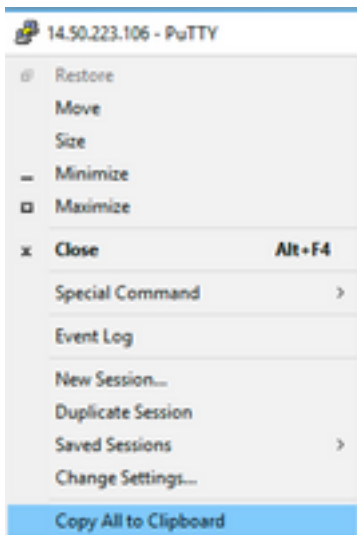 14.50.223.106 - PuTTY
Restore
Move
Size
Minimize
Maximize
Close Alt+F4
Special Command
Event Log
New Session...
Duplicate Session
Saved Sessions
Change Settings...
Copy All to Clipboard